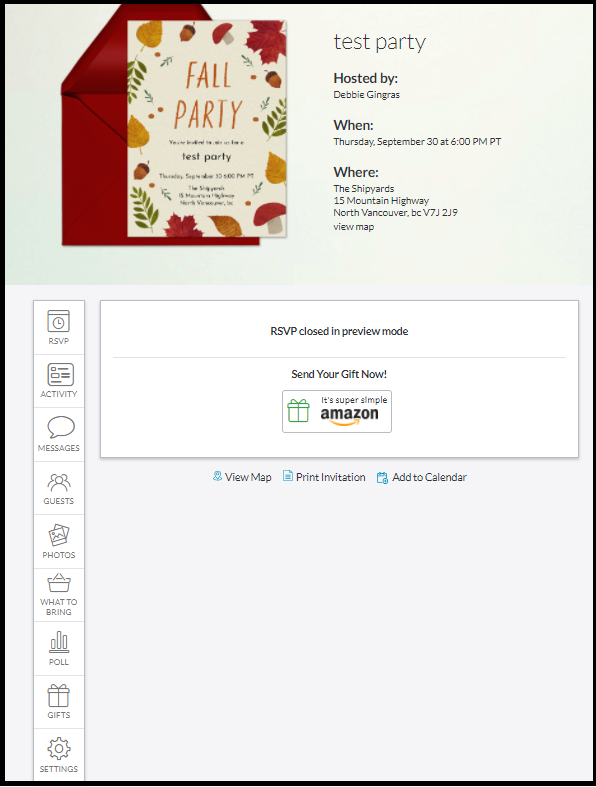 FALL
PARTY
You're invited to join us for a
test party
Thursday, September 30 6:00 PM PT
The Shipyards
15 Mountain Highway
North Vancouver, bc
test party
Hosted by:
Debbie Gingras
When:
Thursday, September 30 at 6:00 PM PT
Where:
The Shipyards
15 Mountain Highway
North Vancouver, bc V7J 2J9
view map
RSVP
ACTIVITY
MESSAGES
GUESTS
PHOTOS
WHAT TO
BRING
POLL
GIFTS
SETTINGS
RSVP closed in preview mode
Send Your Gift Now!
It's super simple
amazon
View Map Print Invitation Add to Calendar